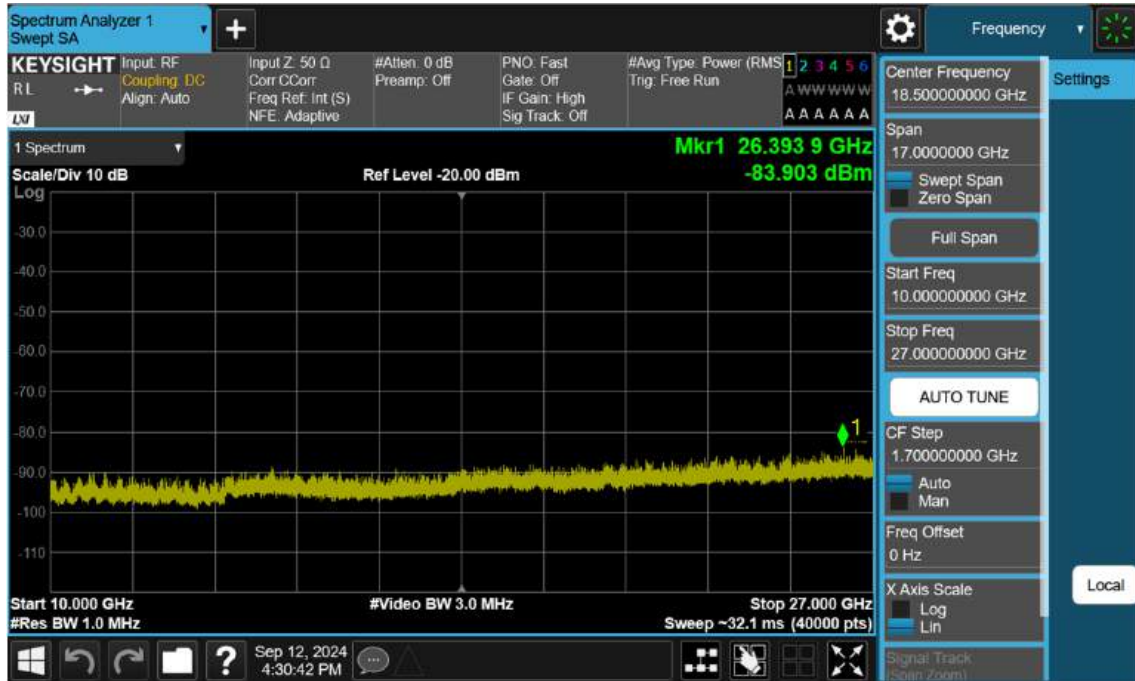 Spectrum Analyzer 1
Swept SA
+
Frequency
KEYSIGHT
RL
LXI
Input: RF
Coupling: DC
Align: Auto
Input Z: 50 Ω
Corr CCorr
Freq Ref: Int (S)
NFE: Adaptive
#Atten: 0 dB
Preamp: Off
PNO: Fast
Gate: Off
IF Gain: High
Sig Track: Off
#Avg Type: Power (RMS
Trig: Free Run
1 2 3 4 5 6
A W W W W W
A A A A A A
1 Spectrum
Scale/Div 10 dB
Ref Level -20.00 dBm
Mkr1 26.393 9 GHz
-83.903 dBm
Log
-30.0
-40.0
-50.0
-60.0
-70.0
-80.0
-90.0
-100
-110
1
Start 10.000 GHz
#Video BW 3.0 MHz
Stop 27.000 GHz
#Res BW 1.0 MHz
Sweep ~32.1 ms (40000 pts)
Sep 12, 2024
4:30:42 PM
?
Center Frequency
18.500000000 GHz
Span
17.0000000 GHz
Swept Span
Zero Span
Full Span
Start Freq
10.000000000 GHz
Stop Freq
27.000000000 GHz
AUTO TUNE
CF Step
1.700000000 GHz
Auto
Man
Freq Offset
0 Hz
X Axis Scale
Log
Lin
Signal Track
(Span Zoom)
Settings
Local